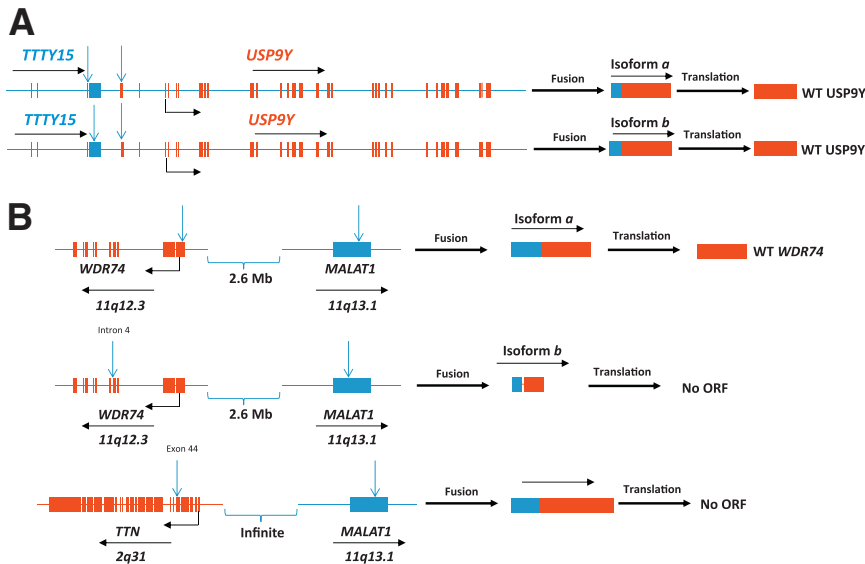 A
TTTY15 USP9Y Fusion Isoform a Translation WT USP9Y
TTTY15 USP9Y Fusion Isoform b Translation WT USP9Y
B
Fusion Isoform a Translation WT WDR74
WDR74 2.6 Mb MALAT1
11q12.3 11q13.1
Intron 4
Fusion Isoform b Translation No ORF
WDR74 2.6 Mb MALAT1
11q12.3 11q13.1
Exon 44
Fusion Translation No ORF
TTN Infinite MALAT1
2q31 11q13.1